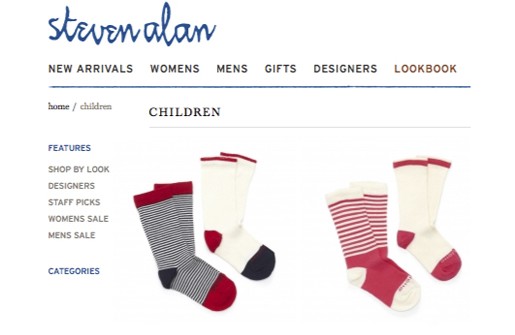 steven alan
NEW ARRIVALS WOMENS MENS GIFTS DESIGNERS LOOKBOOK
home / children
CHILDREN
FEATURES
SHOP BY LOOK
DESIGNERS
STAFF PICKS
WOMENS SALE
MENS SALE
CATEGORIES